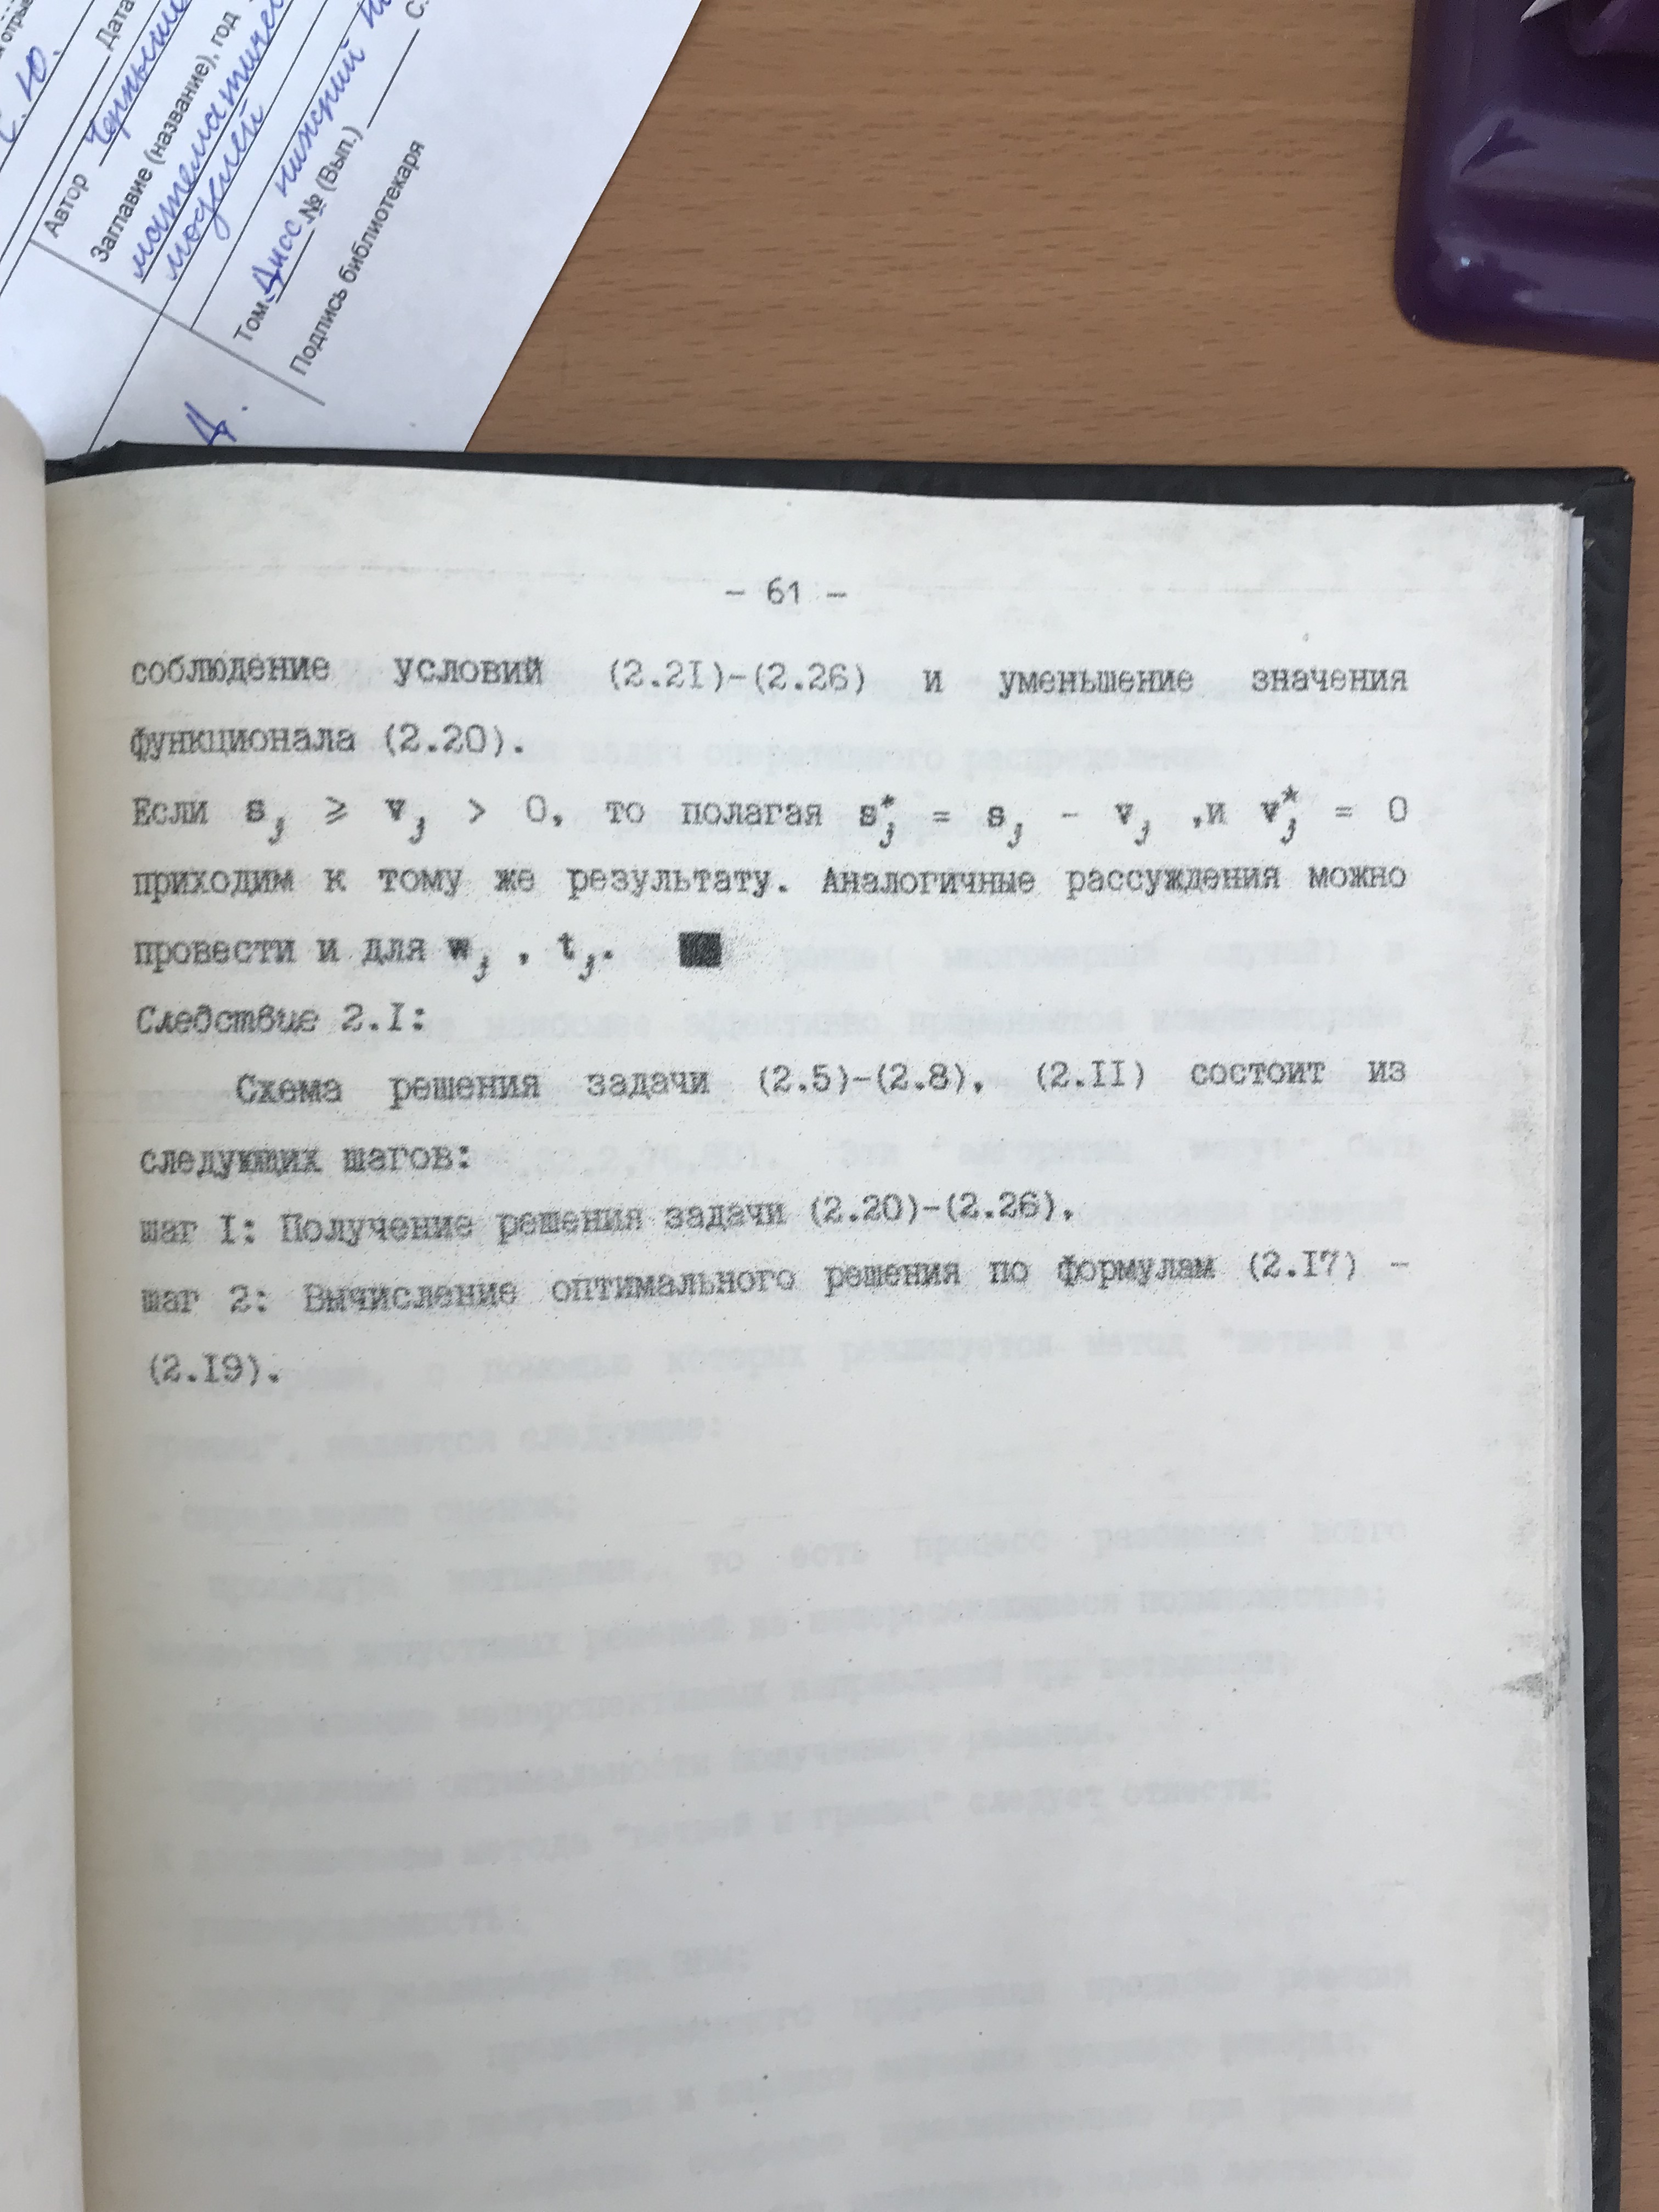 С.Ю.
Дата
Автор Черныш
Заглавие (название), год
математичес
моделей
нижний
Том Дисс № (Вып.) С.
Подпись библиотекаря
Д.
– 61 –
соблюдение условий (2.2I)-(2.26) и уменьшение значения
функционала (2.20).
Если s_j ⩾ v_j > 0, то полагая s_j^* = s_j - v_j ,и v_j^* = 0
приходим к тому же результату. Аналогичные рассуждения можно
провести и для w_j , t_j. ■
Следствие 2.I:
Схема решения задачи (2.5)-(2.8), (2.II) состоит из
следующих шагов:
шаг I: Получение решения задачи (2.20)-(2.26).
шаг 2: Вычисление оптимального решения по формулам (2.I7) -
(2.I9).